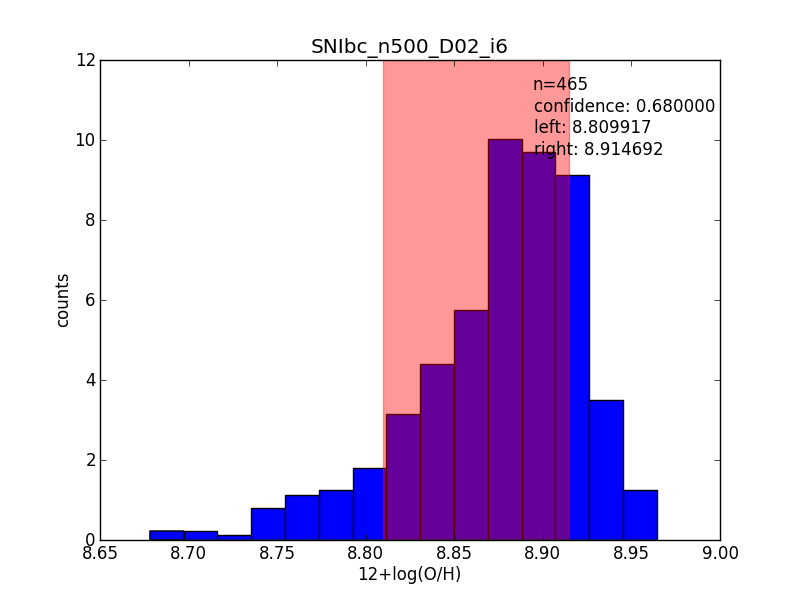 SNIbc_n500_D02_i6
n=465
confidence: 0.680000
left: 8.809917
right: 8.914692
counts
12
10
8
6
4
2
0
8.65 8.70 8.75 8.80 8.85 8.90 8.95 9.00
12+log(O/H)